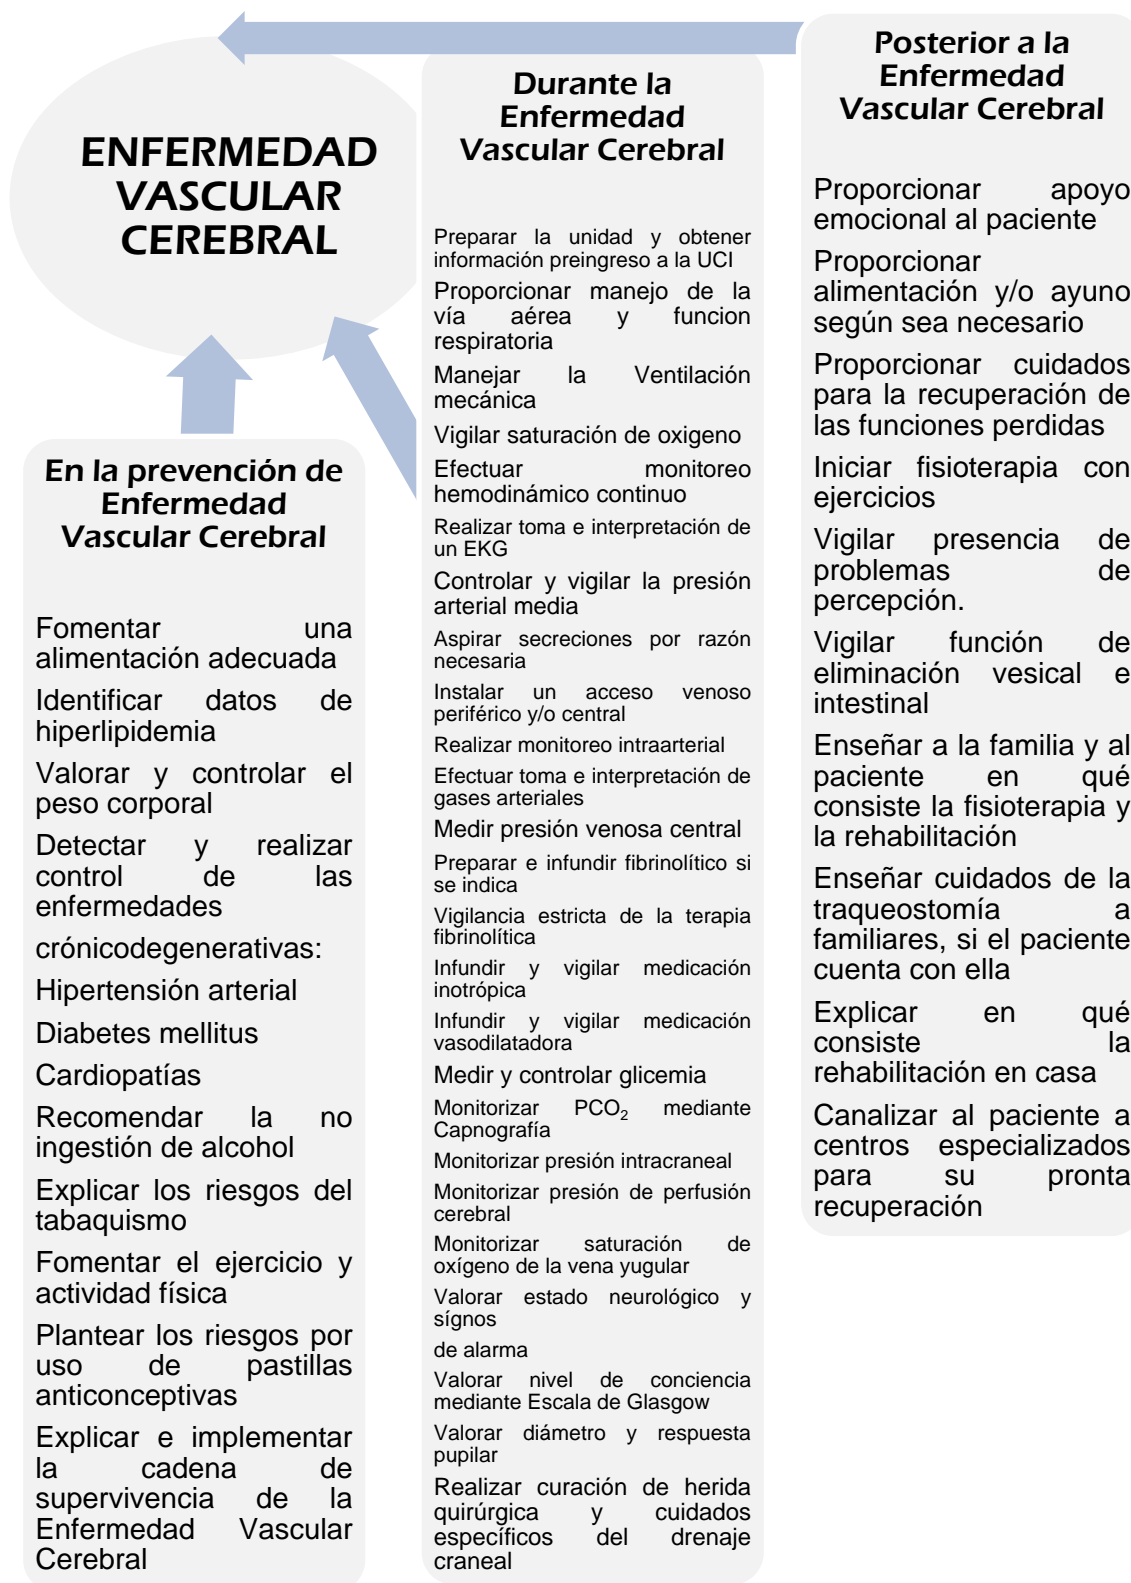 ENFERMEDAD
VASCULAR
CEREBRAL
En la prevención de
Enfermedad
Vascular Cerebral
Fomentar una
alimentación adecuada
Identificar datos de
hiperlipidemia
Valorar y controlar el
peso corporal
Detectar y realizar
control de las
enfermedades
crónicodegenerativas:
Hipertensión arterial
Diabetes mellitus
Cardiopatías
Recomendar la no
ingestión de alcohol
Explicar los riesgos del
tabaquismo
Fomentar el ejercicio y
actividad física
Plantear los riesgos por
uso de pastillas
anticonceptivas
Explicar e implementar
la cadena de
supervivencia de la
Enfermedad Vascular
Cerebral
Durante la
Enfermedad
Vascular Cerebral
Preparar la unidad y obtener
información preingreso a la UCI
Proporcionar manejo de la
vía aérea y funcion
respiratoria
Manejar la Ventilación
mecánica
Vigilar saturación de oxigeno
Efectuar monitoreo
hemodinámico continuo
Realizar toma e interpretación de
un EKG
Controlar y vigilar la presión
arterial media
Aspirar secreciones por razón
necesaria
Instalar un acceso venoso
periférico y/o central
Realizar monitoreo intraarterial
Efectuar toma e interpretación de
gases arteriales
Medir presión venosa central
Preparar e infundir fibrinolítico si
se indica
Vigilancia estricta de la terapia
fibrinolítica
Infundir y vigilar medicación
inotrópica
Infundir y vigilar medicación
vasodilatadora
Medir y controlar glicemia
Monitorizar PCO₂ mediante
Capnografía
Monitorizar presión intracraneal
Monitorizar presión de perfusión
cerebral
Monitorizar saturación de
oxígeno de la vena yugular
Valorar estado neurológico y
sígnos
de alarma
Valorar nivel de conciencia
mediante Escala de Glasgow
Valorar diámetro y respuesta
pupilar
Realizar curación de herida
quirúrgica y cuidados
específicos del drenaje
craneal
Posterior a la
Enfermedad
Vascular Cerebral
Proporcionar apoyo
emocional al paciente
Proporcionar
alimentación y/o ayuno
según sea necesario
Proporcionar cuidados
para la recuperación de
las funciones perdidas
Iniciar fisioterapia con
ejercicios
Vigilar presencia de
problemas de
percepción.
Vigilar función de
eliminación vesical e
intestinal
Enseñar a la familia y al
paciente en qué
consiste la fisioterapia y
la rehabilitación
Enseñar cuidados de la
traqueostomía a
familiares, si el paciente
cuenta con ella
Explicar en qué
consiste la
rehabilitación en casa
Canalizar al paciente a
centros especializados
para su pronta
recuperación